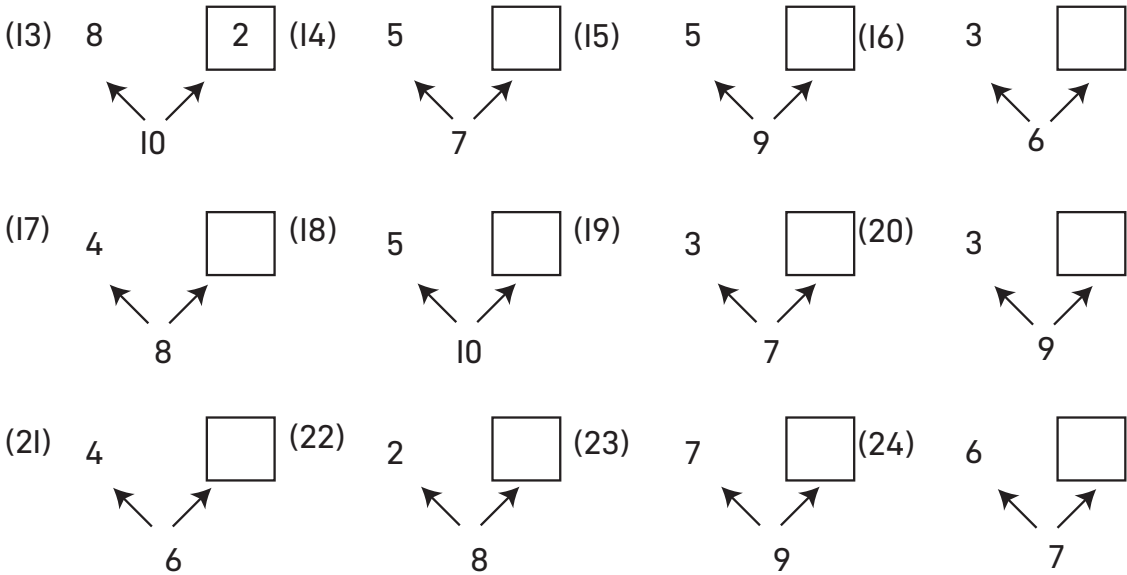 (13) 8 2 (14) 5 (15) 5 (16) 3
10 7 9 6
(17) 4 (18) 5 (19) 3 (20) 3
8 10 7 9
(21) 4 (22) 2 (23) 7 (24) 6
6 8 9 7